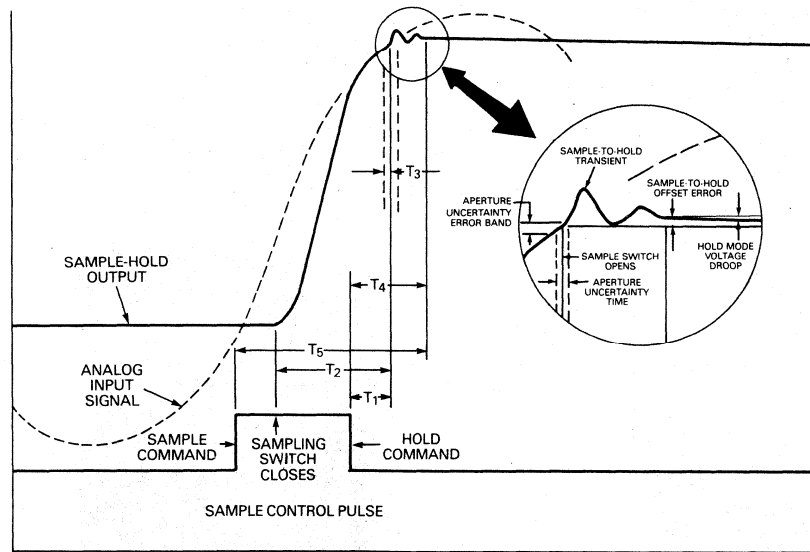 SAMPLE-TO-HOLD
TRANSIENT
SAMPLE-TO-HOLD
OFFSET ERROR
APERTURE
UNCERTAINTY
ERROR BAND
HOLD MODE
VOLTAGE
DROOP
SAMPLE SWITCH
OPENS
APERTURE
UNCERTAINTY
TIME
T3
SAMPLE-HOLD
OUTPUT
T4
T5
T2
T1
ANALOG
INPUT
SIGNAL
SAMPLE
COMMAND
SAMPLING
SWITCH
CLOSES
HOLD
COMMAND
SAMPLE CONTROL PULSE